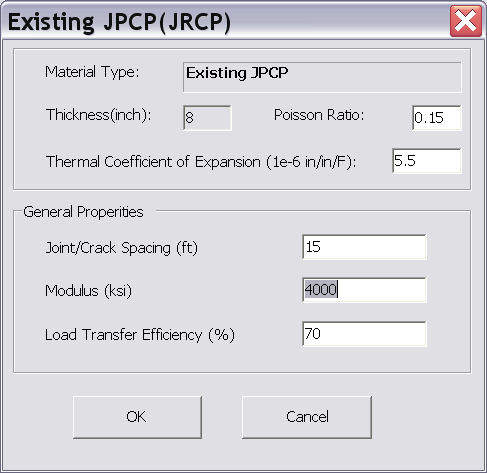 Existing JPCP(JRCP)
Material Type: Existing JPCP
Thickness(inch): 8 Poisson Ratio: 0.15
Thermal Coefficient of Expansion (1e-6 in/in/F): 5.5
General Properities
Joint/Crack Spacing (ft) 15
Modulus (ksi) 4000
Load Transfer Efficiency (%) 70
OK Cancel